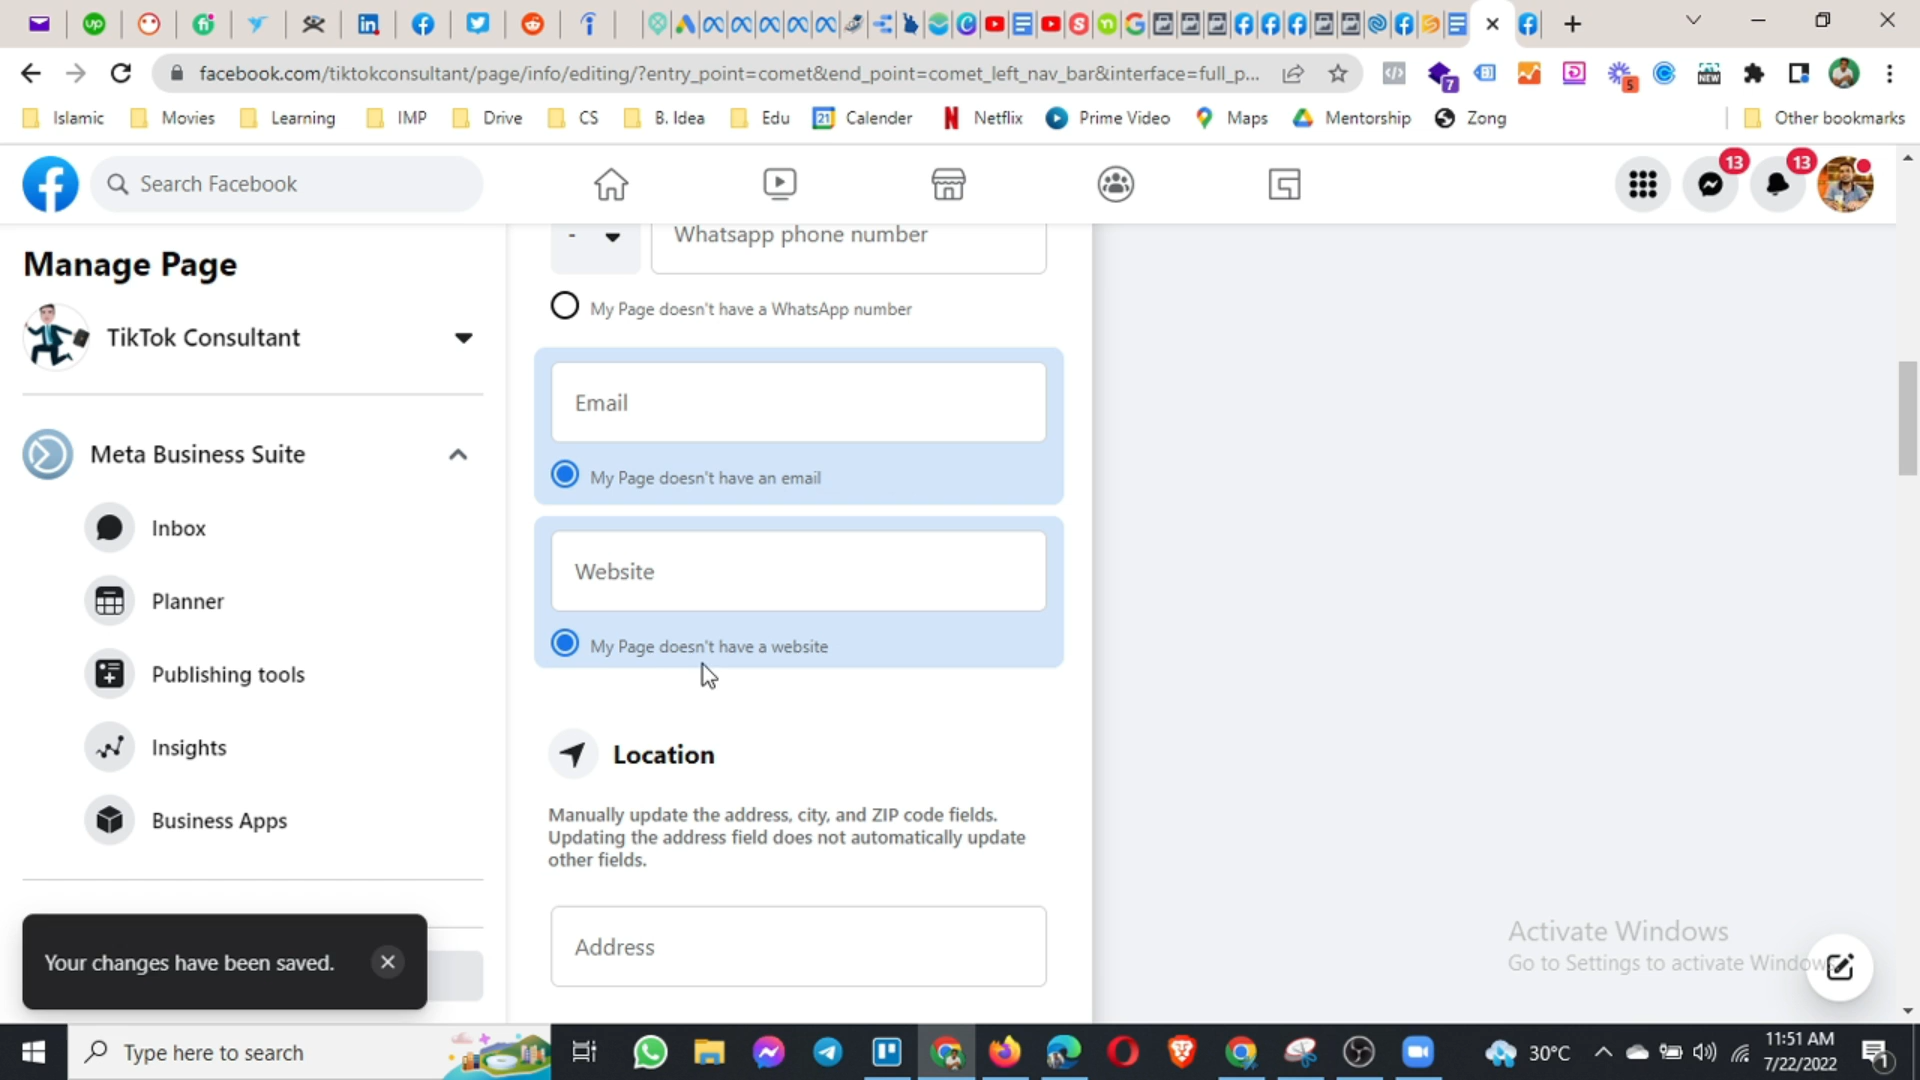 facebook.com/tiktokconsultant/page/info/editing/?entry_point=comet&end_point=comet_left_nav_bar&interface=full_p...
7
5
NEW
Islamic
Movies
Learning
IMP
Drive
CS
B. Idea
Edu
21
Calender
Netflix
Prime Video
Maps
Mentorship
Zong
Other bookmarks
Search Facebook
13
13
Manage Page
TikTok Consultant
Meta Business Suite
Inbox
Planner
Publishing tools
Insights
Business Apps
Your changes have been saved.
-
Whatsapp phone number
My Page doesn't have a WhatsApp number
Email
My Page doesn't have an email
Website
My Page doesn't have a website
Location
Manually update the address, city, and ZIP code fields.
Updating the address field does not automatically update
other fields.
Address
Activate Windows
Go to Settings to activate Windows
Type here to search
30°C
11:51 AM
7/22/2022
1